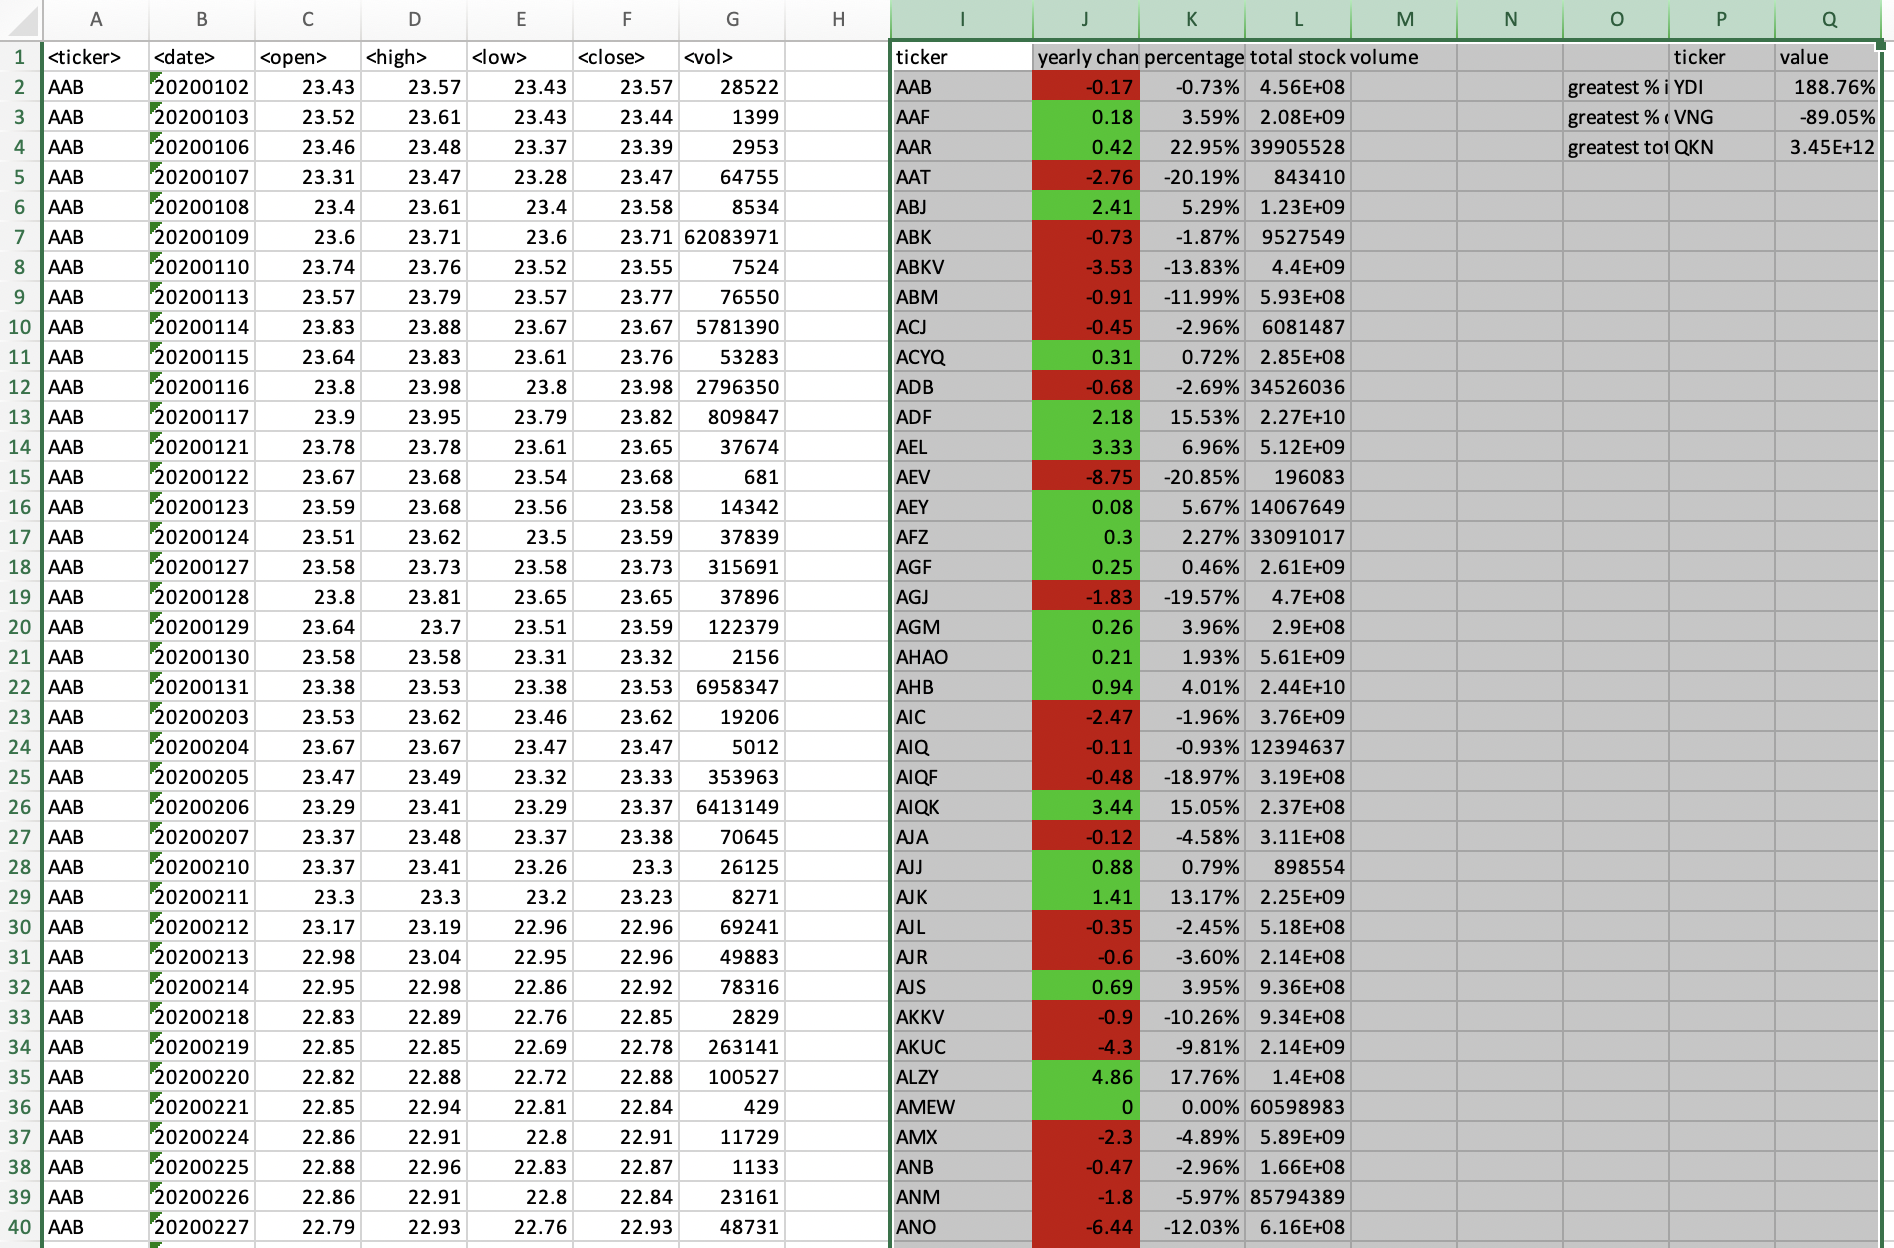 A B C D E F G H I J K L M N O P Q
1 <ticker> <date> <open> <high> <low> <close> <vol> ticker yearly chan percentage total stock volume ticker value
2 AAB 20200102 23.43 23.57 23.43 23.57 28522 AAB -0.17 -0.73% 4.56E+08 greatest % i YDI 188.76%
3 AAB 20200103 23.52 23.61 23.43 23.44 1399 AAF 0.18 3.59% 2.08E+09 greatest % VNG -89.05%
4 AAB 20200106 23.46 23.48 23.37 23.39 2953 AAR 0.42 22.95% 39905528 greatest tot QKN 3.45E+12
5 AAB 20200107 23.31 23.47 23.28 23.47 64755 AAT -2.76 -20.19% 843410
6 AAB 20200108 23.4 23.61 23.4 23.58 8534 ABJ 2.41 5.29% 1.23E+09
7 AAB 20200109 23.6 23.71 23.6 23.71 62083971 ABK -0.73 -1.87% 9527549
8 AAB 20200110 23.74 23.76 23.52 23.55 7524 ABKV -3.53 -13.83% 4.4E+09
9 AAB 20200113 23.57 23.79 23.57 23.77 76550 ABM -0.91 -11.99% 5.93E+08
10 AAB 20200114 23.83 23.88 23.67 23.67 5781390 ACJ -0.45 -2.96% 6081487
11 AAB 20200115 23.64 23.83 23.61 23.76 53283 ACYQ 0.31 0.72% 2.85E+08
12 AAB 20200116 23.8 23.98 23.8 23.98 2796350 ADB -0.68 -2.69% 34526036
13 AAB 20200117 23.9 23.95 23.79 23.82 809847 ADF 2.18 15.53% 2.27E+10
14 AAB 20200121 23.78 23.78 23.61 23.65 37674 AEL 3.33 6.96% 5.12E+09
15 AAB 20200122 23.67 23.68 23.54 23.68 681 AEV -8.75 -20.85% 196083
16 AAB 20200123 23.59 23.68 23.56 23.58 14342 AEY 0.08 5.67% 14067649
17 AAB 20200124 23.51 23.62 23.5 23.59 37839 AFZ 0.3 2.27% 33091017
18 AAB 20200127 23.58 23.73 23.58 23.73 315691 AGF 0.25 0.46% 2.61E+09
19 AAB 20200128 23.8 23.81 23.65 23.65 37896 AGJ -1.83 -19.57% 4.7E+08
20 AAB 20200129 23.64 23.7 23.51 23.59 122379 AGM 0.26 3.96% 2.9E+08
21 AAB 20200130 23.58 23.58 23.31 23.32 2156 AHAO 0.21 1.93% 5.61E+09
22 AAB 20200131 23.38 23.53 23.38 23.53 6958347 AHB 0.94 4.01% 2.44E+10
23 AAB 20200203 23.53 23.62 23.46 23.62 19206 AIC -2.47 -1.96% 3.76E+09
24 AAB 20200204 23.67 23.67 23.47 23.47 5012 AIQ -0.11 -0.93% 12394637
25 AAB 20200205 23.47 23.49 23.32 23.33 353963 AIQF -0.48 -18.97% 3.19E+08
26 AAB 20200206 23.29 23.41 23.29 23.37 6413149 AIQK 3.44 15.05% 2.37E+08
27 AAB 20200207 23.37 23.48 23.37 23.38 70645 AJA -0.12 -4.58% 3.11E+08
28 AAB 20200210 23.37 23.41 23.26 23.3 26125 AJJ 0.88 0.79% 898554
29 AAB 20200211 23.3 23.3 23.2 23.23 8271 AJK 1.41 13.17% 2.25E+09
30 AAB 20200212 23.17 23.19 22.96 22.96 69241 AJL -0.35 -2.45% 5.18E+08
31 AAB 20200213 22.98 23.04 22.95 22.96 49883 AJR -0.6 -3.60% 2.14E+08
32 AAB 20200214 22.95 22.98 22.86 22.92 78316 AJS 0.69 3.95% 9.36E+08
33 AAB 20200218 22.83 22.89 22.76 22.85 2829 AKKV -0.9 -10.26% 9.34E+08
34 AAB 20200219 22.85 22.85 22.69 22.78 263141 AKUC -4.3 -9.81% 2.14E+09
35 AAB 20200220 22.82 22.88 22.72 22.88 100527 ALZY 4.86 17.76% 1.4E+08
36 AAB 20200221 22.85 22.94 22.81 22.84 429 AMEW 0 0.00% 60598983
37 AAB 20200224 22.86 22.91 22.8 22.91 11729 AMX -2.3 -4.89% 5.89E+09
38 AAB 20200225 22.88 22.96 22.83 22.87 1133 ANB -0.47 -2.96% 1.66E+08
39 AAB 20200226 22.86 22.91 22.8 22.84 23161 ANM -1.8 -5.97% 85794389
40 AAB 20200227 22.79 22.93 22.76 22.93 48731 ANO -6.44 -12.03% 6.16E+08